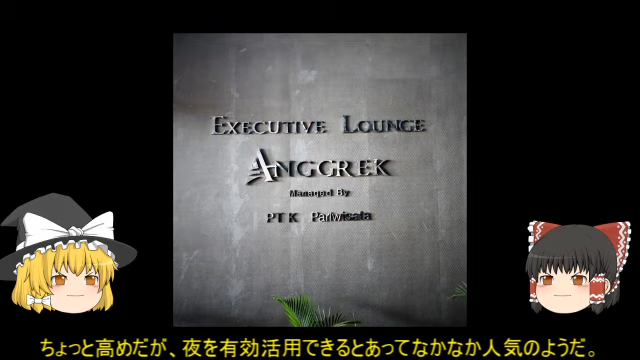 EXECUTIVE LOUNGE
ANGGREK
Managed By
PT K Pariwisata
ちょっと高めだが、夜を有効活用できるとあってなかなか人気のようだ。